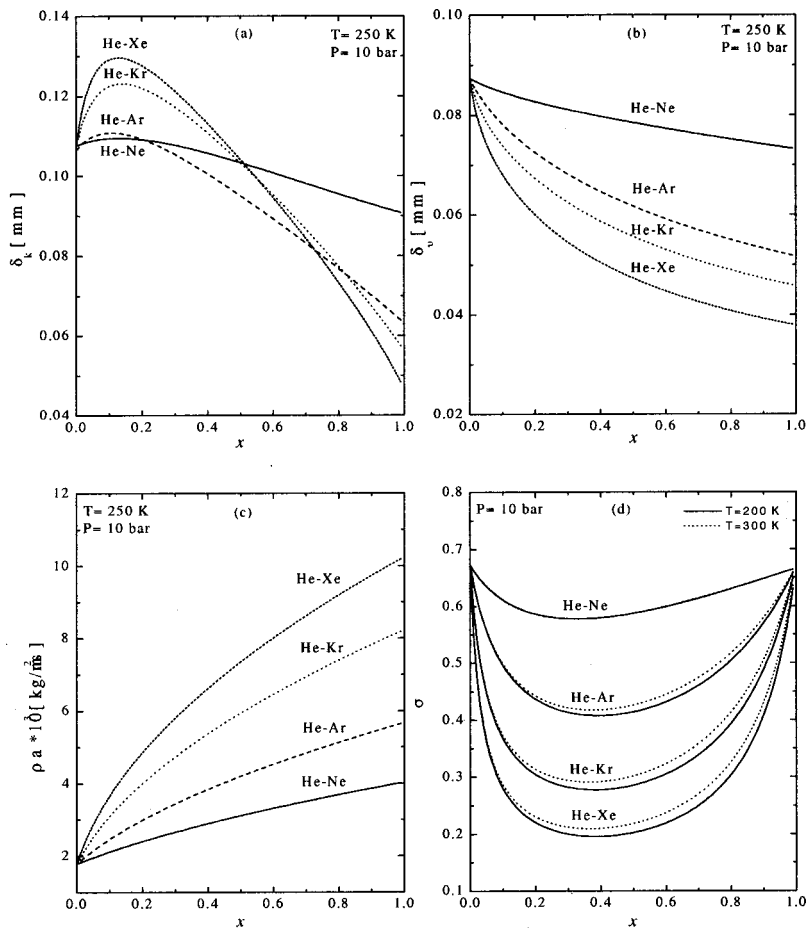 (a)
T= 250 K
P= 10 bar
He-Xe
He-Kr
He-Ar
He-Ne
0.14
0.12
0.10
0.08
0.06
0.04
δk [ mm ]
0.0 0.2 0.4 0.6 0.8 1.0
x
(b)
T= 250 K
P= 10 bar
He-Ne
He-Ar
He-Kr
He-Xe
0.10
0.08
0.06
0.04
0.02
δυ [ mm ]
0.0 0.2 0.4 0.6 0.8 1.0
x
T= 250 K
P= 10 bar
(c)
He-Xe
He-Kr
He-Ar
He-Ne
12
10
8
6
4
2
ρ a * 10³ [ kg/m²s ]
0.0 0.2 0.4 0.6 0.8 1.0
x
P= 10 bar
(d)
T=200 K
T=300 K
He-Ne
He-Ar
He-Kr
He-Xe
0.8
0.7
0.6
0.5
0.4
0.3
0.2
0.1
σ
0.0 0.2 0.4 0.6 0.8 1.0
x